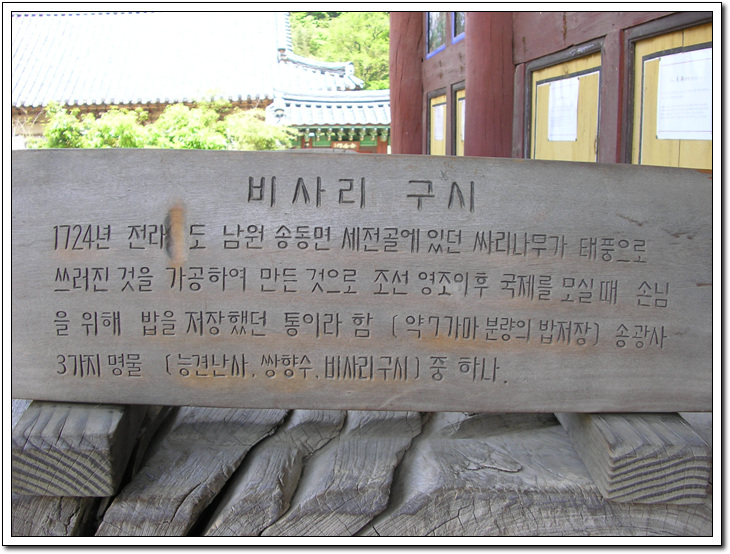 비사리 구시
1724년 전라도 남원 송동면 세전골에 있던 싸리나무가 태풍으로
쓰러진 것을 가공하여 만든 것으로 조선 영조이후 국제를 모실때 손님
을 위해 밥을 저장했던 통이라 함 (약7가마 분량의 밥저장) 송광사
3가지 명물 (능견난사, 쌍향수, 비사리구시) 중 하나.